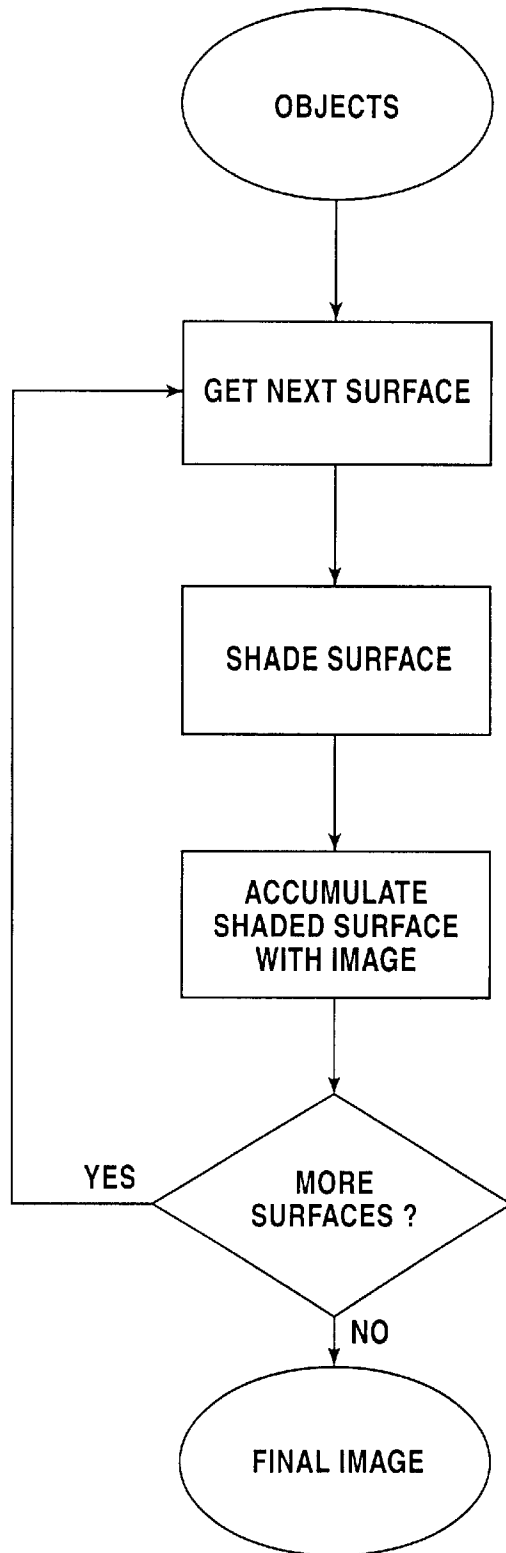 OBJECTS
GET NEXT SURFACE
SHADE SURFACE
ACCUMULATE
SHADED SURFACE
WITH IMAGE
YES
MORE
SURFACES ?
NO
FINAL IMAGE